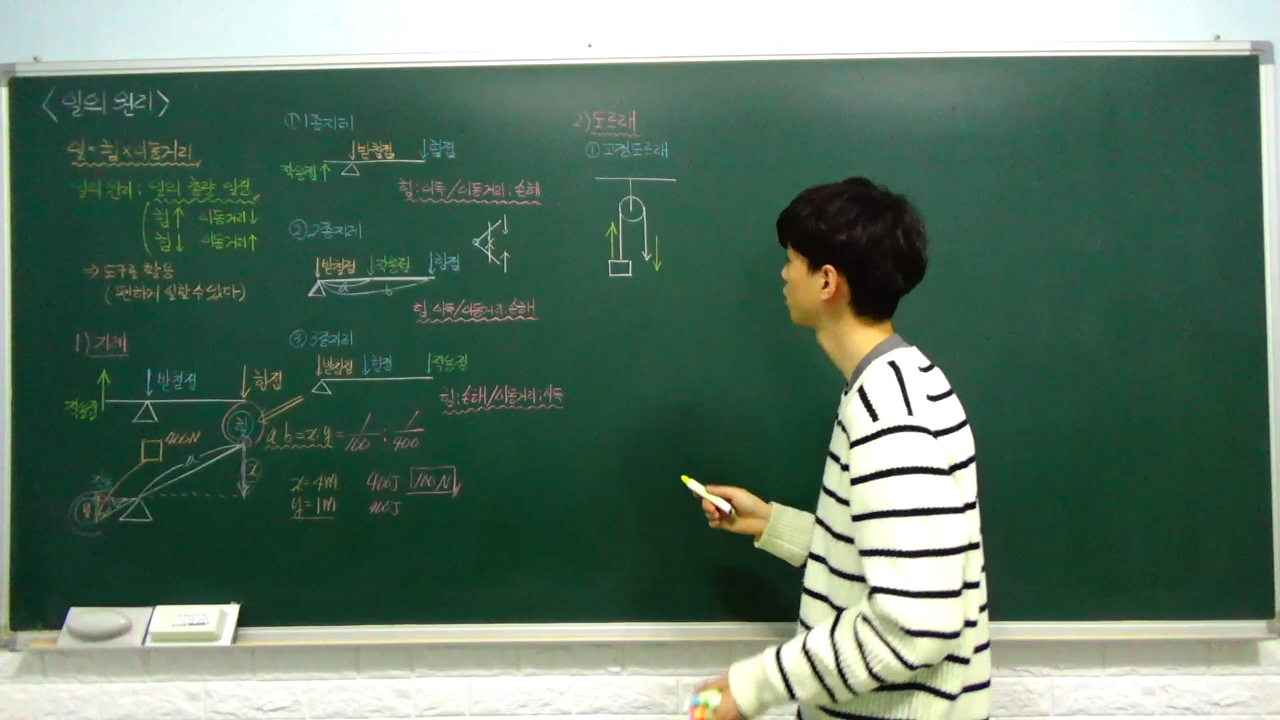 <일의 원리>
일 = 힘 × 이동거리
일의 원리 : 일의 총량 일정
힘↑ 이동거리↓
힘↓ 이동거리↑
⇒ 도구를 활용
(편하게 일할 수 있다)
1) 지레
받침점 힘점
작용점
힘
400N
a
x
y
a:b = x:y = 1/100 : 1/400
x = 4m 400J 100N
y = 1m 400J
① 1종지레
받침점 힘점
작용점
힘:이득/이동거리:손해
② 2종지레
받침점 작용점 힘점
a b
힘:이득/이동거리:손해
③ 3종지레
받침점 힘점 작용점
힘:손해/이동거리:이득
2) 도르래
① 고정도르래